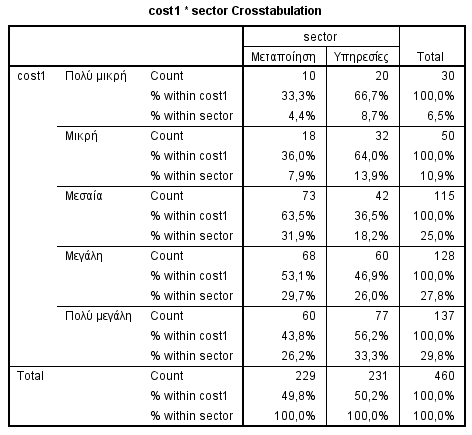 cost1 * sector Crosstabulation
sector
Μεταποίηση Υπηρεσίες Total
cost1 Πολύ μικρή Count 10 20 30
% within cost1 33,3% 66,7% 100,0%
% within sector 4,4% 8,7% 6,5%
Μικρή Count 18 32 50
% within cost1 36,0% 64,0% 100,0%
% within sector 7,9% 13,9% 10,9%
Μεσαία Count 73 42 115
% within cost1 63,5% 36,5% 100,0%
% within sector 31,9% 18,2% 25,0%
Μεγάλη Count 68 60 128
% within cost1 53,1% 46,9% 100,0%
% within sector 29,7% 26,0% 27,8%
Πολύ μεγάλη Count 60 77 137
% within cost1 43,8% 56,2% 100,0%
% within sector 26,2% 33,3% 29,8%
Total Count 229 231 460
% within cost1 49,8% 50,2% 100,0%
% within sector 100,0% 100,0% 100,0%